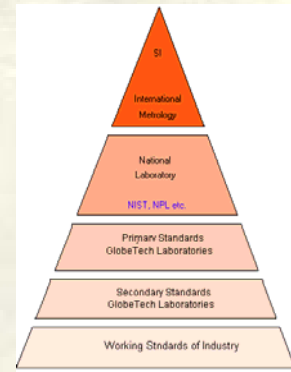 SI
International
Metrology
National
Laboratory
NIST, NPL etc.
Primary Standards
GlobeTech Laboratories
Secondary Standards
GlobeTech Laboratories
Working Stndards of Industry